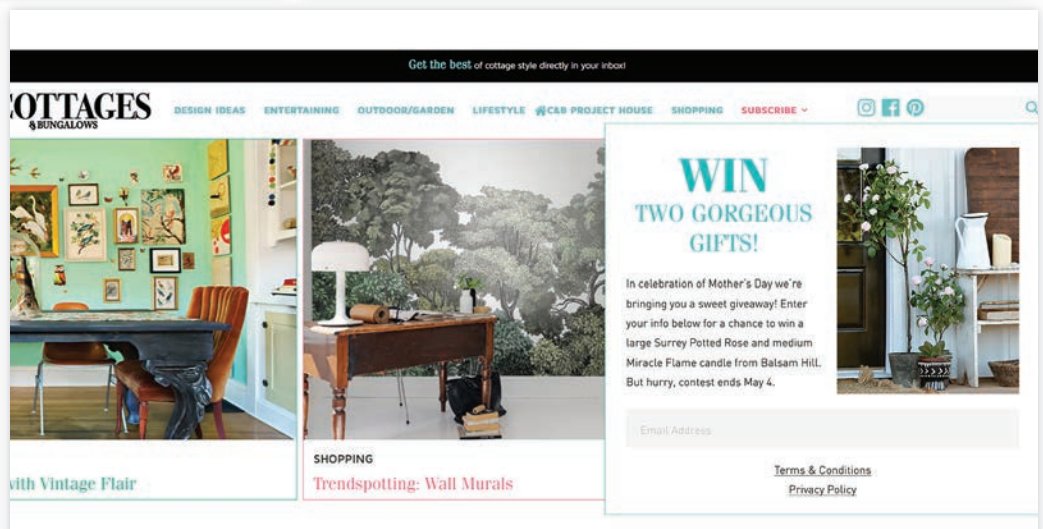 Get the best of cottage style directly in your inbox!
COTTAGES
& BUNGALOWS
DESIGN IDEAS ENTERTAINING OUTDOOR/GARDEN LIFESTYLE C&B PROJECT HOUSE SHOPPING SUBSCRIBE
with Vintage Flair
SHOPPING
Trendspotting: Wall Murals
WIN
TWO GORGEOUS
GIFTS!
In celebration of Mother's Day we're
bringing you a sweet giveaway! Enter
your info below for a chance to win a
large Surrey Potted Rose and medium
Miracle Flame candle from Balsam Hill.
But hurry, contest ends May 4.
Email Address
Terms & Conditions
Privacy Policy